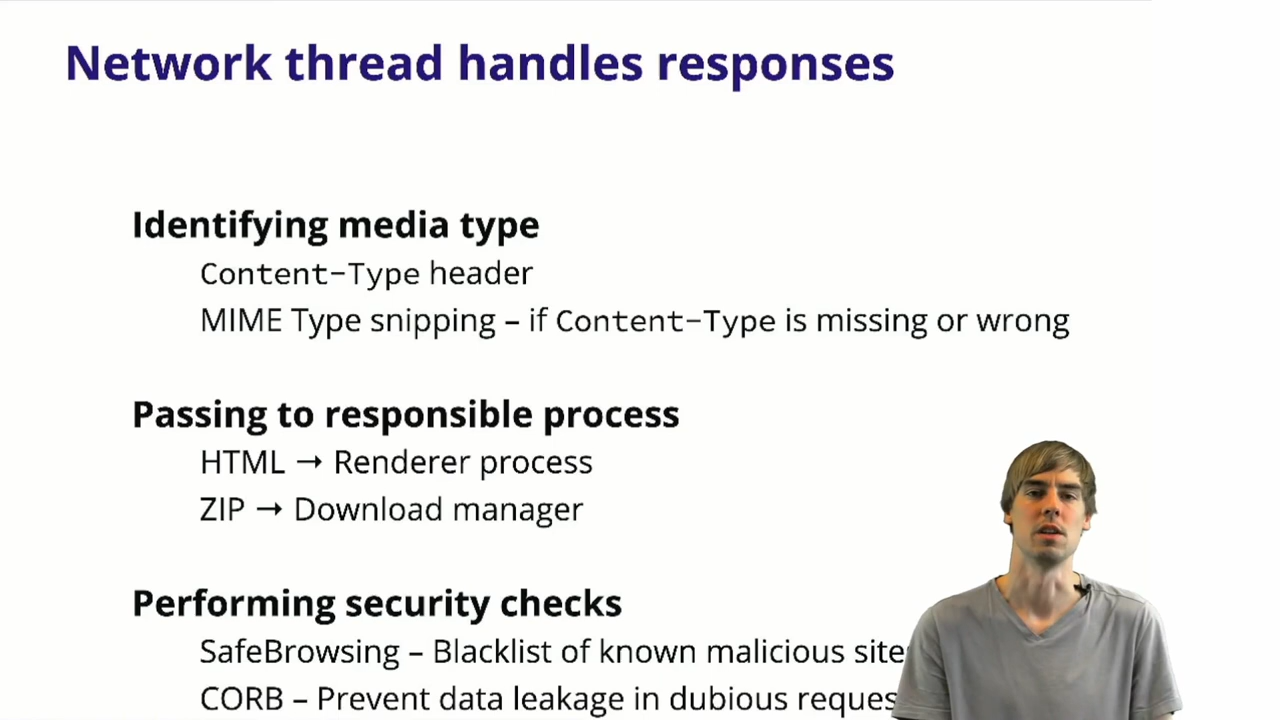 Network thread handles responses
Identifying media type
Content-Type header
MIME Type snipping – if Content-Type is missing or wrong
Passing to responsible process
HTML → Renderer process
ZIP → Download manager
Performing security checks
SafeBrowsing – Blacklist of known malicious site
CORB – Prevent data leakage in dubious reques